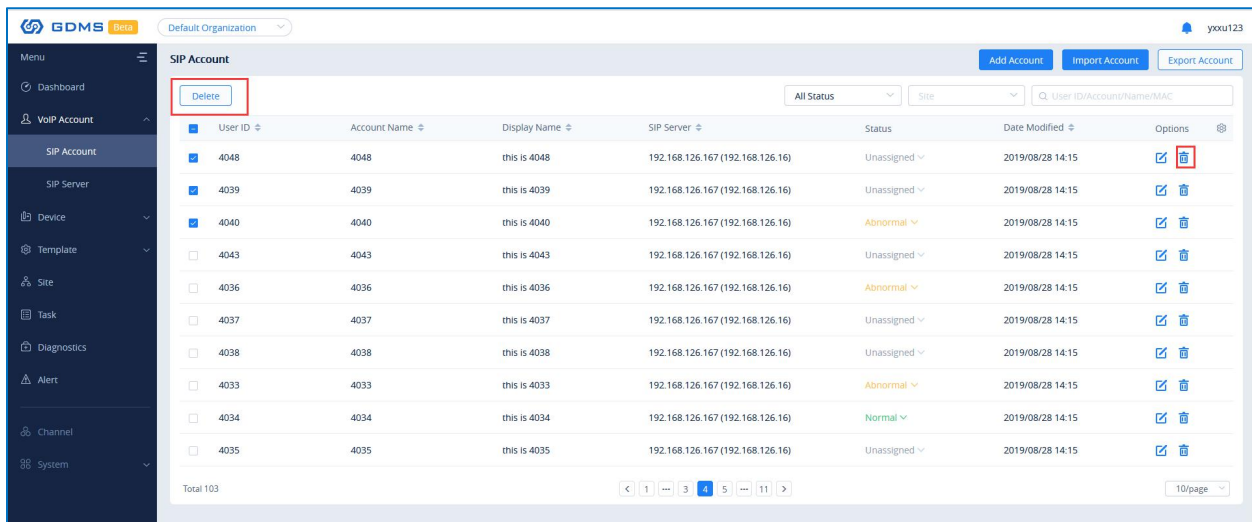 GDMS Beta Default Organization yxxu123
Menu SIP Account Add Account Import Account Export Account
Dashboard
Delete All Status Site User ID/Account/Name/MAC
VoIP Account
User ID Account Name Display Name SIP Server Status Date Modified Options
SIP Account
4048 4048 this is 4048 192.168.126.167 (192.168.126.16) Unassigned 2019/08/28 14:15
SIP Server
4039 4039 this is 4039 192.168.126.167 (192.168.126.16) Unassigned 2019/08/28 14:15
Device
4040 4040 this is 4040 192.168.126.167 (192.168.126.16) Abnormal 2019/08/28 14:15
Template
4043 4043 this is 4043 192.168.126.167 (192.168.126.16) Unassigned 2019/08/28 14:15
Site
4036 4036 this is 4036 192.168.126.167 (192.168.126.16) Abnormal 2019/08/28 14:15
Task
4037 4037 this is 4037 192.168.126.167 (192.168.126.16) Unassigned 2019/08/28 14:15
Diagnostics
4038 4038 this is 4038 192.168.126.167 (192.168.126.16) Unassigned 2019/08/28 14:15
Alert
4033 4033 this is 4033 192.168.126.167 (192.168.126.16) Abnormal 2019/08/28 14:15
4034 4034 this is 4034 192.168.126.167 (192.168.126.16) Normal 2019/08/28 14:15
Channel
4035 4035 this is 4035 192.168.126.167 (192.168.126.16) Unassigned 2019/08/28 14:15
System
Total 103 < 1 ··· 3 4 5 ··· 11 > 10/page